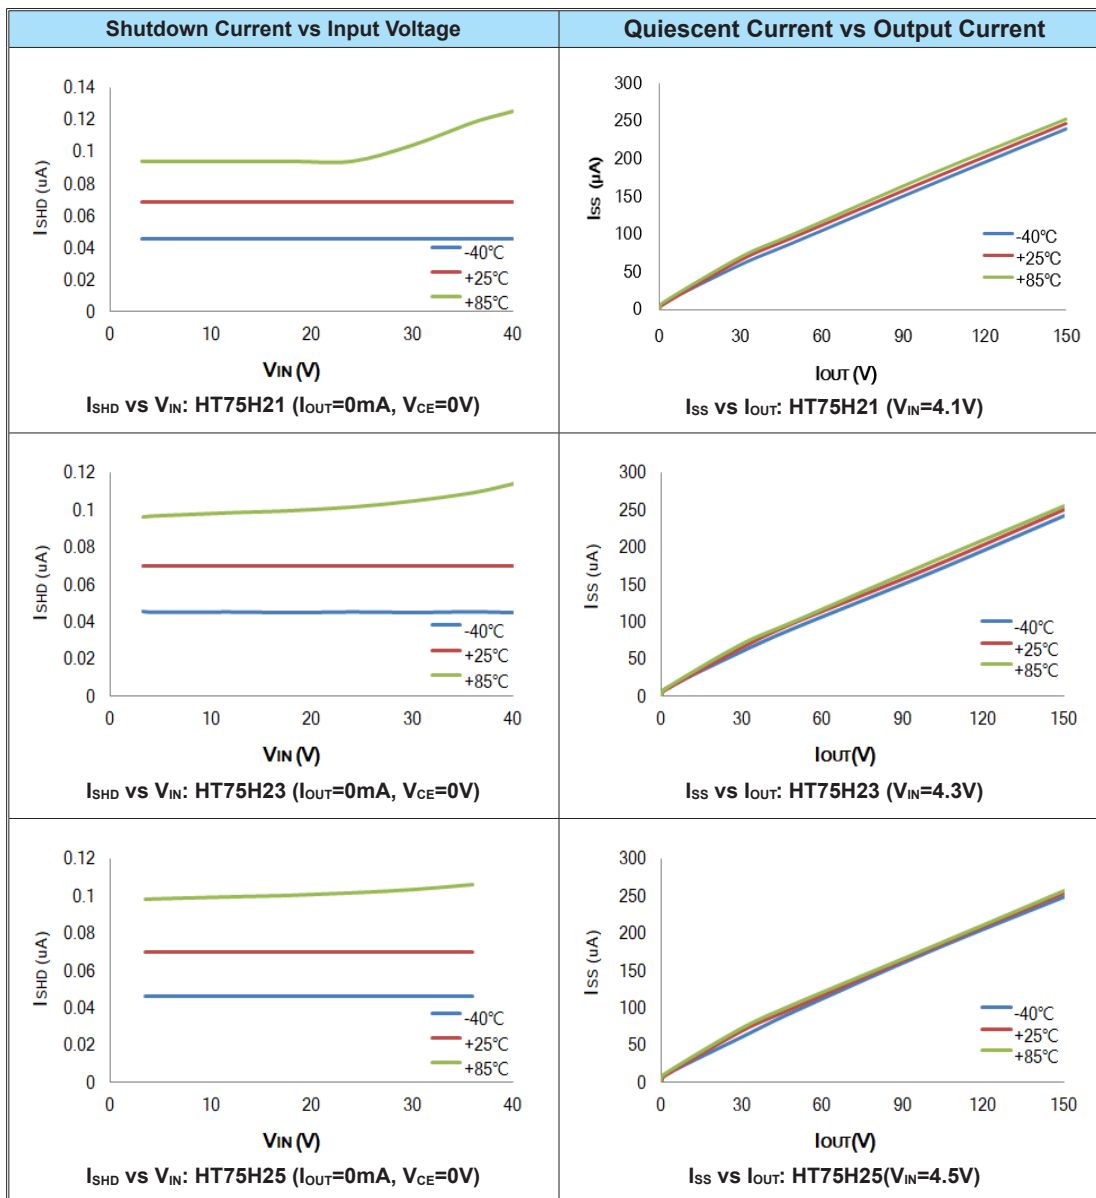 Shutdown Current vs Input Voltage
Quiescent Current vs Output Current
0.14
0.12
0.1
0.08
0.06
0.04
0.02
0
ISHD (uA)
-40℃
+25℃
+85℃
0 10 20 30 40
VIN (V)
ISHD vs VIN: HT75H21 (IOUT=0mA, VCE=0V)
300
250
200
150
100
50
0
ISS (μA)
-40℃
+25℃
+85℃
0 30 60 90 120 150
IOUT (V)
ISS vs IOUT: HT75H21 (VIN=4.1V)
0.12
0.1
0.08
0.06
0.04
0.02
0
ISHD (uA)
-40℃
+25℃
+85℃
0 10 20 30 40
VIN (V)
ISHD vs VIN: HT75H23 (IOUT=0mA, VCE=0V)
300
250
200
150
100
50
0
ISS (uA)
-40℃
+25℃
+85℃
0 30 60 90 120 150
IOUT(V)
ISS vs IOUT: HT75H23 (VIN=4.3V)
0.12
0.1
0.08
0.06
0.04
0.02
0
ISHD (uA)
-40℃
+25℃
+85℃
0 10 20 30 40
VIN (V)
ISHD vs VIN: HT75H25 (IOUT=0mA, VCE=0V)
300
250
200
150
100
50
0
ISS (uA)
-40℃
+25℃
+85℃
0 30 60 90 120 150
IOUT(V)
ISS vs IOUT: HT75H25(VIN=4.5V)